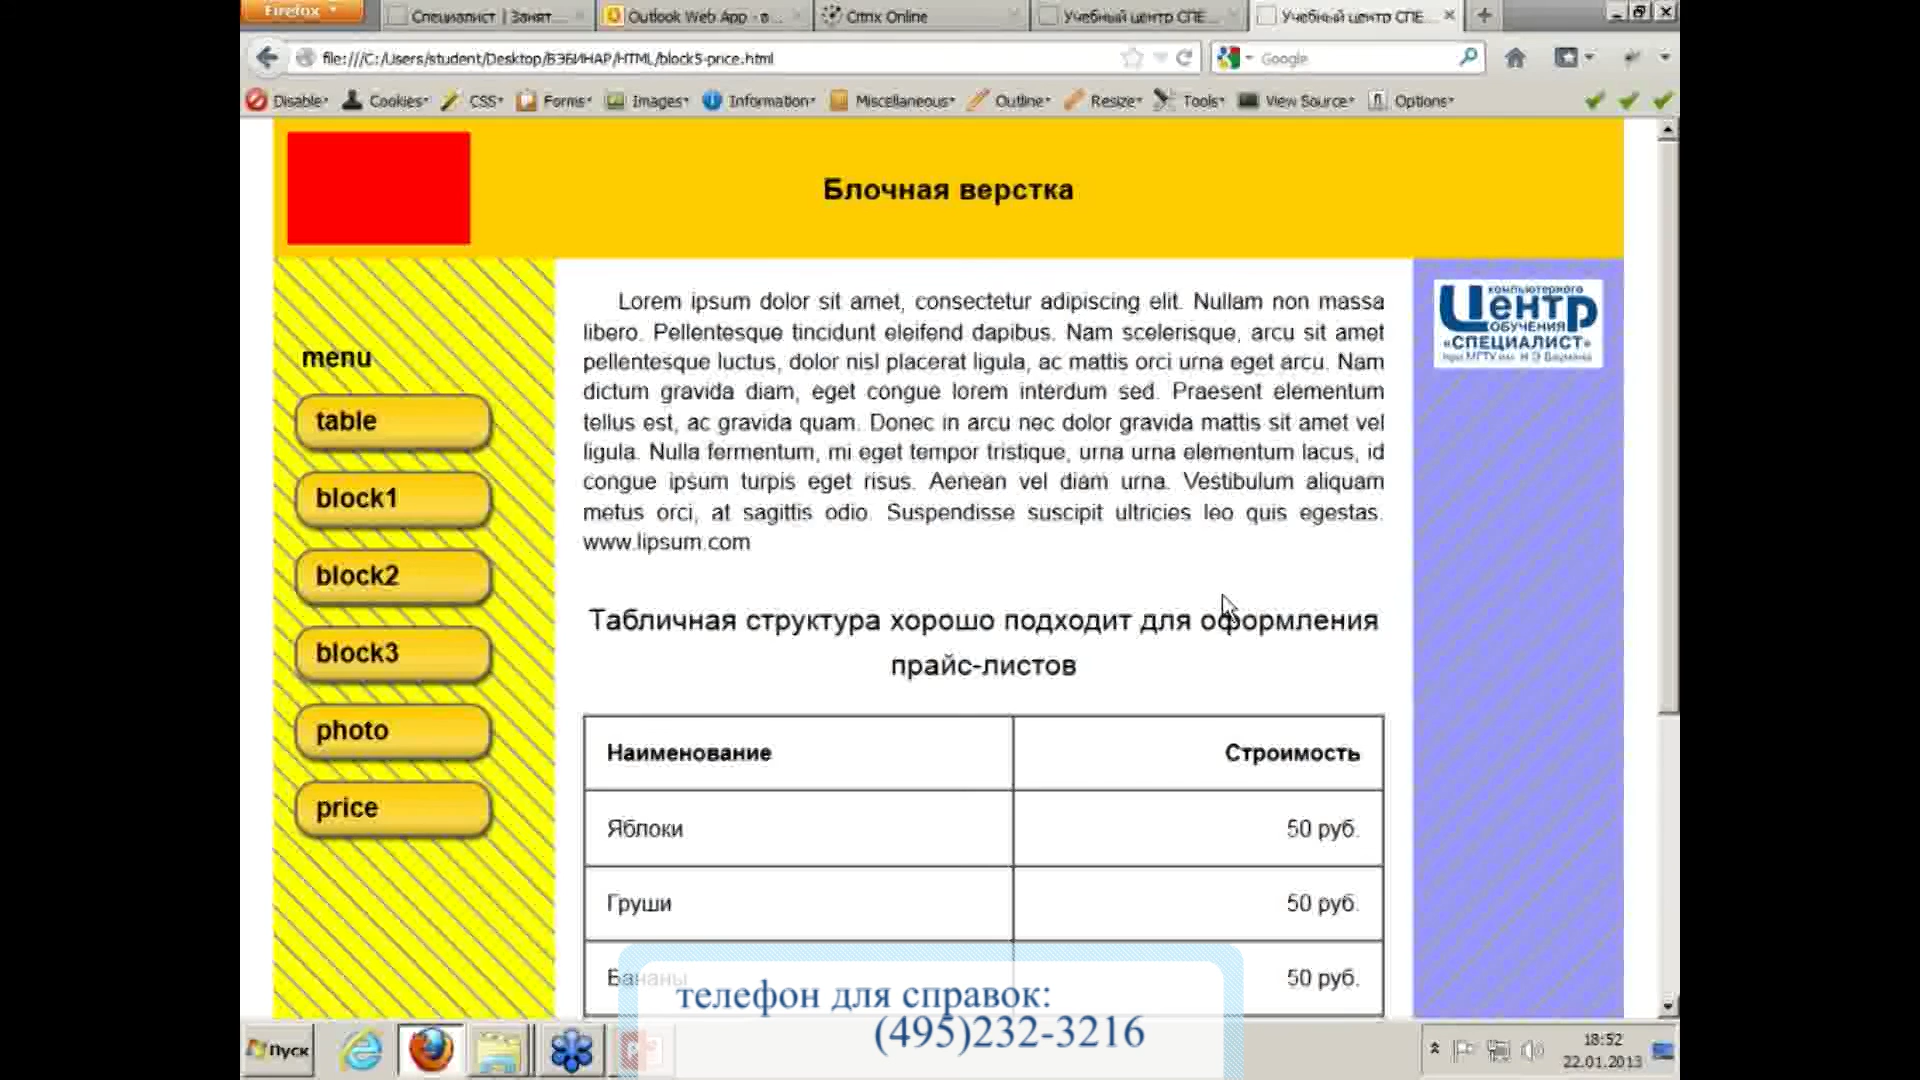 Firefox
Специалист | Занят...
Outlook Web App - в...
Citrix Online
Учебный центр СПЕ...
Учебный центр СПЕ...
file:///C:/Users/student/Desktop/ВЭБИНАР/HTML/block5-price.html
Google
Disable
Cookies
CSS
Forms
Images
Information
Miscellaneous
Outline
Resize
Tools
View Source
Options
Блочная верстка
menu
table
block1
block2
block3
photo
price
Lorem ipsum dolor sit amet, consectetur adipiscing elit. Nullam non massa
libero. Pellentesque tincidunt eleifend dapibus. Nam scelerisque, arcu sit amet
pellentesque luctus, dolor nisl placerat ligula, ac mattis orci urna eget arcu. Nam
dictum gravida diam, eget congue lorem interdum sed. Praesent elementum
tellus est, ac gravida quam. Donec in arcu nec dolor gravida mattis sit amet vel
ligula. Nulla fermentum, mi eget tempor tristique, urna urna elementum lacus, id
congue ipsum turpis eget risus. Aenean vel diam urna. Vestibulum aliquam
metus orci, at sagittis odio. Suspendisse suscipit ultricies leo quis egestas.
www.lipsum.com
Табличная структура хорошо подходит для оформления
прайс-листов
Наименование Строимость
Яблоки 50 руб.
Груши 50 руб.
Бананы 50 руб.
компьютерного
Центр
ОБУЧЕНИЯ
«СПЕЦИАЛИСТ»
при МГТУ им. Н.Э.Баумана
телефон для справок:
(495)232-3216
Пуск
18:52
22.01.2013